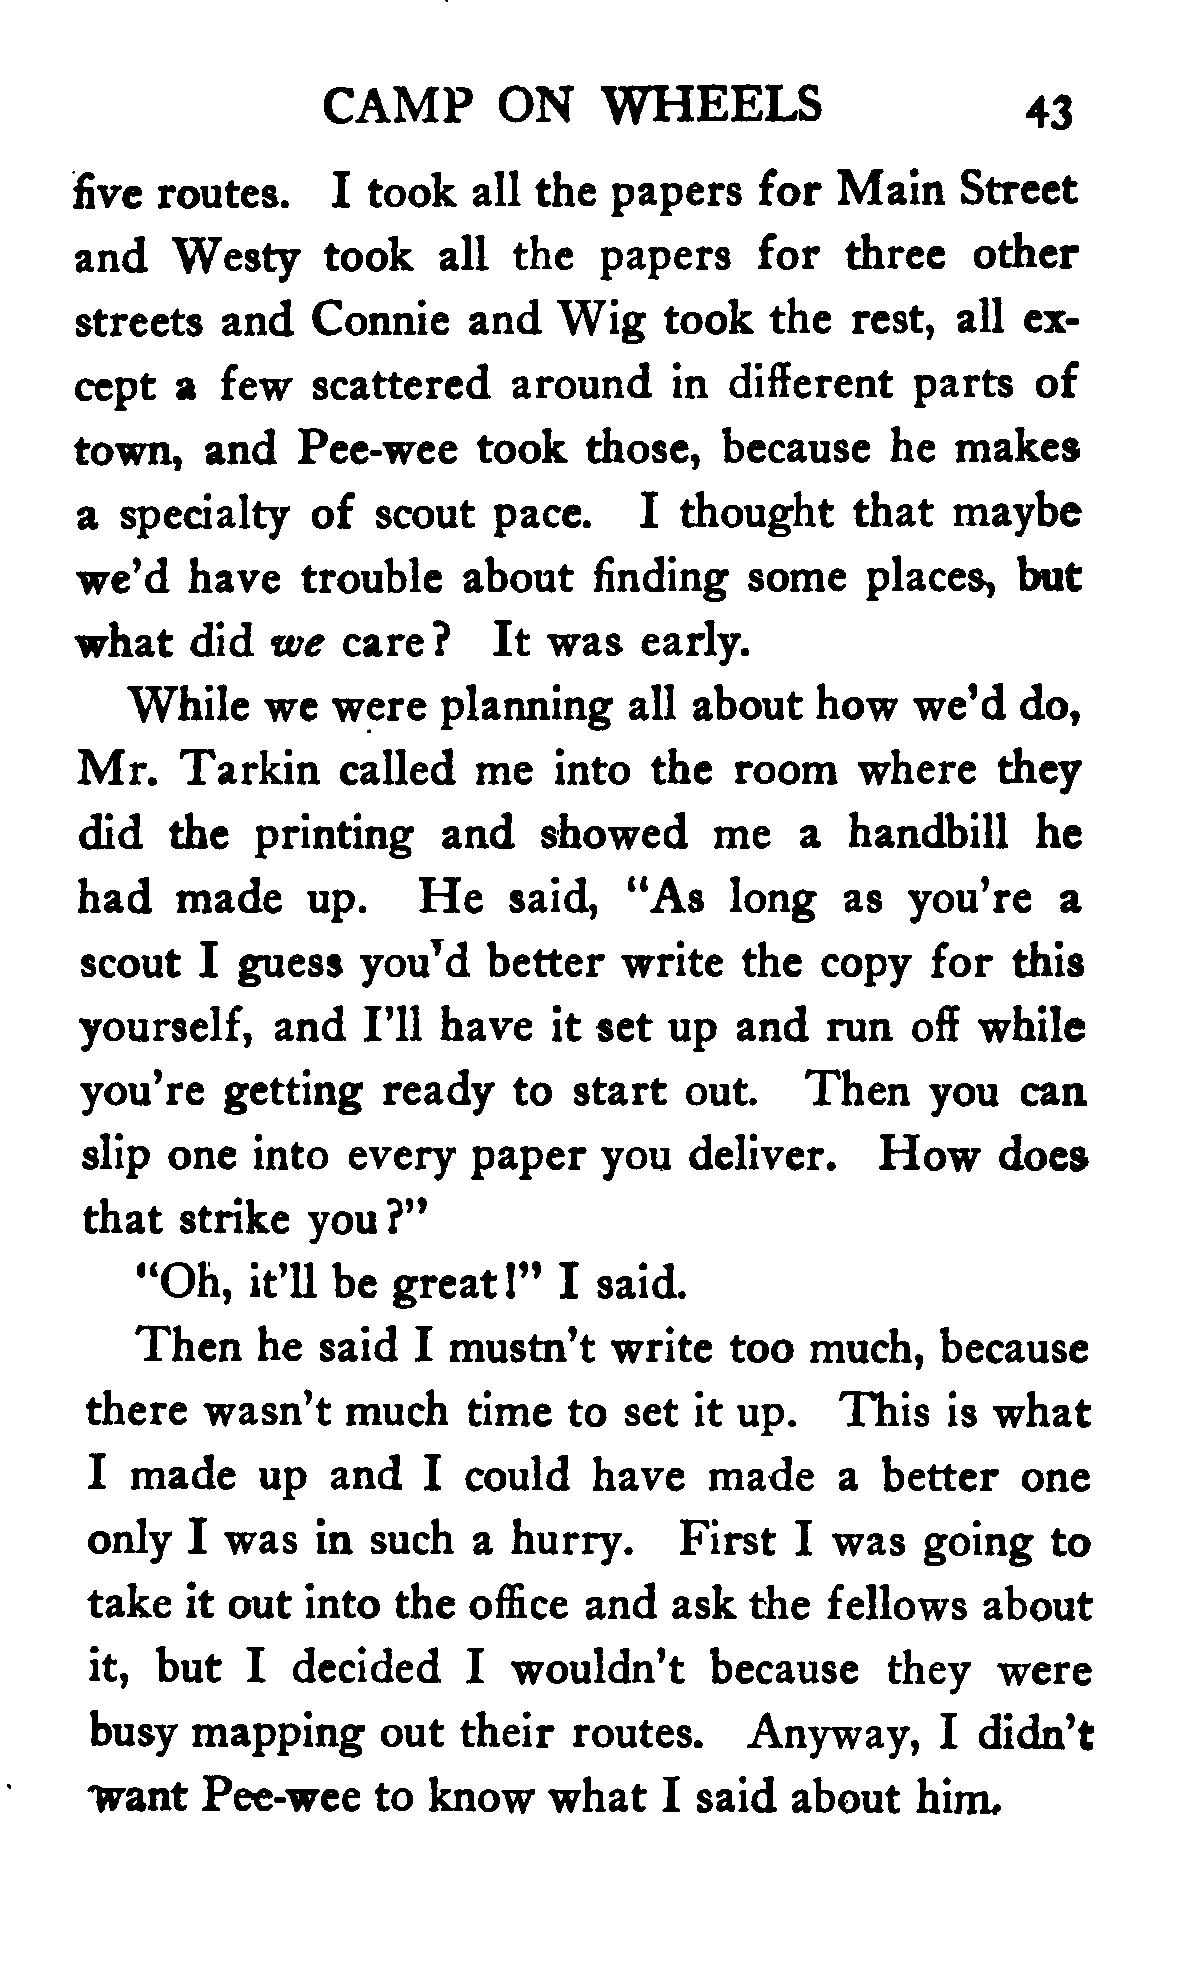 CAMP ON WHEELS 43
five routes. I took all the papers for Main Street
and Westy took all the papers for three other
streets and Connie and Wig took the rest, all ex-
cept a few scattered around in different parts of
town, and Pee-wee took those, because he makes
a specialty of scout pace. I thought that maybe
we'd have trouble about finding some places, but
what did we care? It was early.
While we were planning all about how we'd do,
Mr. Tarkin called me into the room where they
did the printing and showed me a handbill he
had made up. He said, "As long as you're a
scout I guess you'd better write the copy for this
yourself, and I'll have it set up and run off while
you're getting ready to start out. Then you can
slip one into every paper you deliver. How does
that strike you?"
"Oh, it'll be great!" I said.
Then he said I mustn't write too much, because
there wasn't much time to set it up. This is what
I made up and I could have made a better one
only I was in such a hurry. First I was going to
take it out into the office and ask the fellows about
it, but I decided I wouldn't because they were
busy mapping out their routes. Anyway, I didn't
want Pee-wee to know what I said about him.